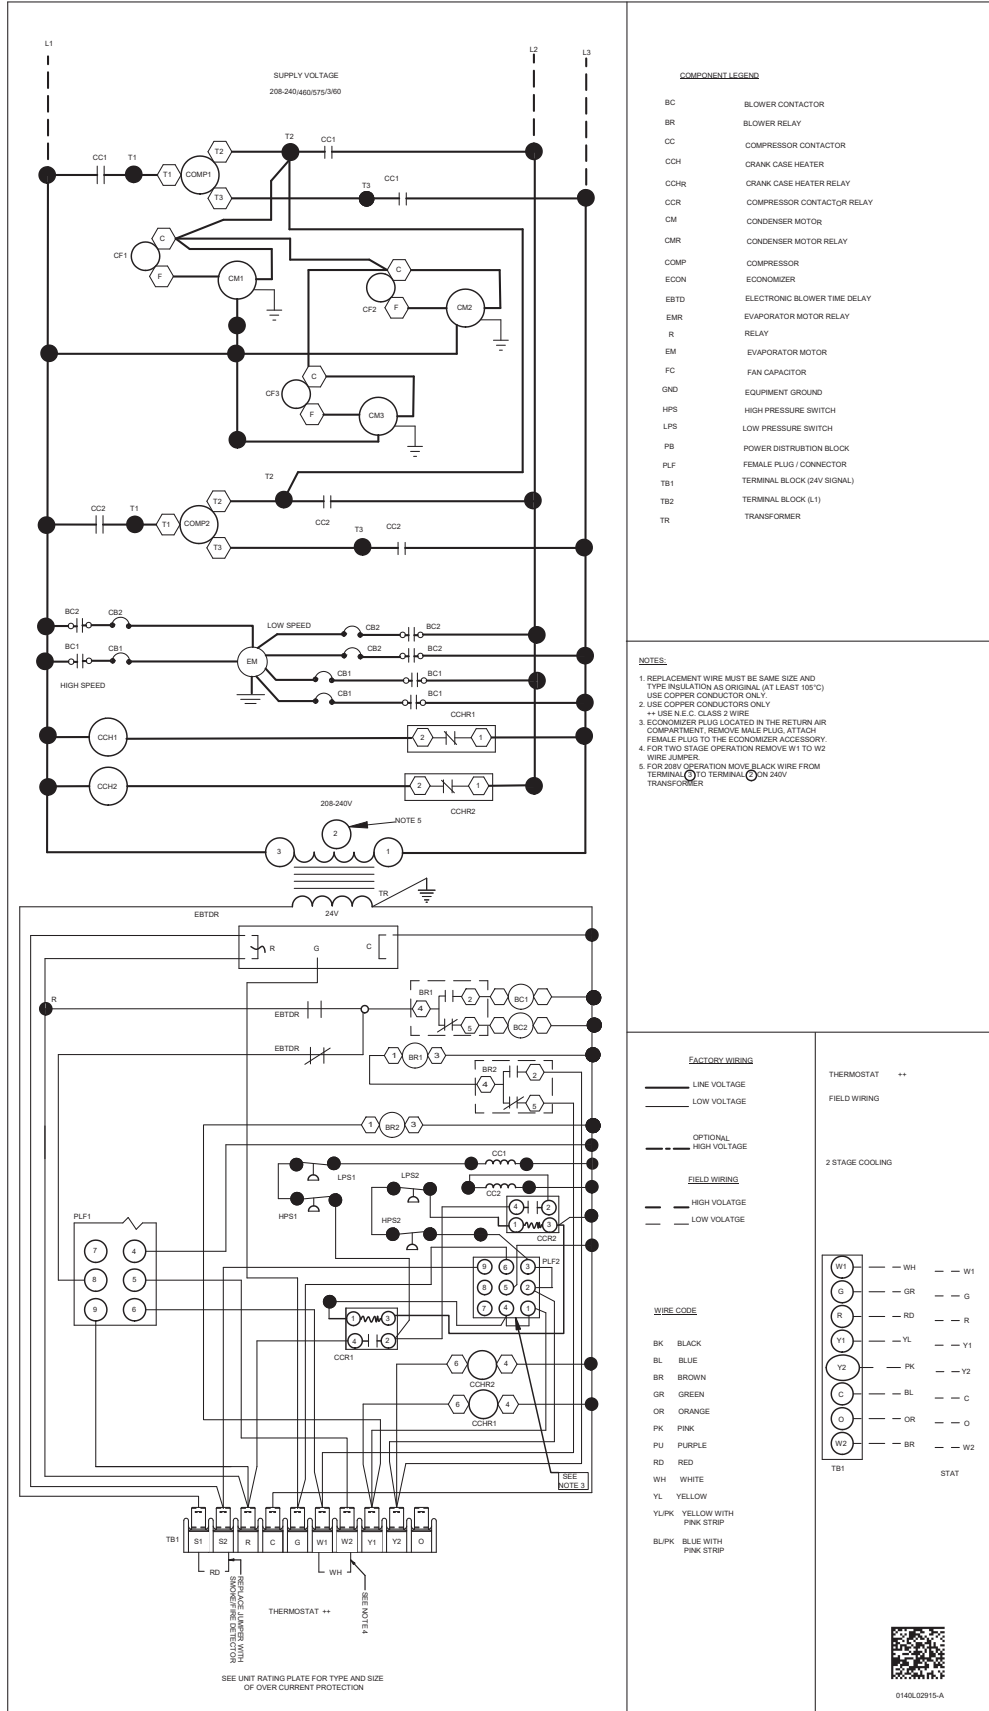 L1
L2
L3
SUPPLY VOLTAGE
208-240/460/575/3/60
T2
CC1
CC1
T1
T1
COMP1
T2
T3
T3
CC1
C
CF1
F
CM1
C
CF2
F
CM2
C
CF3
F
CM3
T2
CC2
T1
T1
COMP2
T2
T3
CC2
T3
CC2
BC2
CB2
LOW SPEED
CB2
BC2
BC1
CB1
EM
CB2
BC2
HIGH SPEED
CB1
BC1
CB1
BC1
CCHR1
CCH1
2
1
CCH2
2
1
CCHR2
208-240V
NOTE 5
2
3
1
TR
24V
EBTDR
R
G
C
R
EBTDR
BR1
4
2
BC1
5
BC2
EBTDR
1
BR1
3
BR2
4
2
5
1
BR2
3
CC1
LPS1
LPS2
CC2
HPS1
HPS2
4
2
1
3
CCR2
PLF1
7
4
8
5
9
6
PLF2
9
6
3
8
5
2
7
4
1
1
3
4
2
CCR1
6
4
CCHR2
6
4
CCHR1
SEE
NOTE 3
TB1
S1
S2
R
C
G
W1
W2
Y1
Y2
O
RD
WH
REPLACE JUMPER WITH
SMOKE/FIRE DETECTOR
SEE NOTE 4
THERMOSTAT ++
SEE UNIT RATING PLATE FOR TYPE AND SIZE
OF OVER CURRENT PROTECTION
COMPONENT LEGEND
BC BLOWER CONTACTOR
BR BLOWER RELAY
CC COMPRESSOR CONTACTOR
CCH CRANK CASE HEATER
CCHR CRANK CASE HEATER RELAY
CCR COMPRESSOR CONTACTOR RELAY
CM CONDENSER MOTOR
CMR CONDENSER MOTOR RELAY
COMP COMPRESSOR
ECON ECONOMIZER
EBTD ELECTRONIC BLOWER TIME DELAY
EMR EVAPORATOR MOTOR RELAY
R RELAY
EM EVAPORATOR MOTOR
FC FAN CAPACITOR
GND EQUPIMENT GROUND
HPS HIGH PRESSURE SWITCH
LPS LOW PRESSURE SWITCH
PB POWER DISTRUBTION BLOCK
PLF FEMALE PLUG / CONNECTOR
TB1 TERMINAL BLOCK (24V SIGNAL)
TB2 TERMINAL BLOCK (L1)
TR TRANSFORMER
NOTES:
1. REPLACEMENT WIRE MUST BE SAME SIZE AND
TYPE INSULATION AS ORIGINAL (AT LEAST 105°C)
USE COPPER CONDUCTOR ONLY.
2. USE COPPER CONDUCTORS ONLY
++ USE N.E.C. CLASS 2 WIRE
3. ECONOMIZER PLUG LOCATED IN THE RETURN AIR
COMPARTMENT, REMOVE MALE PLUG, ATTACH
FEMALE PLUG TO THE ECONOMIZER ACCESSORY.
4. FOR TWO STAGE OPERATION REMOVE W1 TO W2
WIRE JUMPER.
5. FOR 208V OPERATION MOVE BLACK WIRE FROM
TERMINAL 3 TO TERMINAL 2 ON 240V
TRANSFORMER
FACTORY WIRING
LINE VOLTAGE
LOW VOLTAGE
OPTIONAL
HIGH VOLTAGE
FIELD WIRING
HIGH VOLATGE
LOW VOLATGE
WIRE CODE
BK BLACK
BL BLUE
BR BROWN
GR GREEN
OR ORANGE
PK PINK
PU PURPLE
RD RED
WH WHITE
YL YELLOW
YL/PK YELLOW WITH
PINK STRIP
BL/PK BLUE WITH
PINK STRIP
THERMOSTAT ++
FIELD WIRING
2 STAGE COOLING
W1 WH W1
G GR G
R RD R
Y1 YL Y1
Y2 PK Y2
C BL C
O OR O
W2 BR W2
TB1
STAT
0140L02915-A